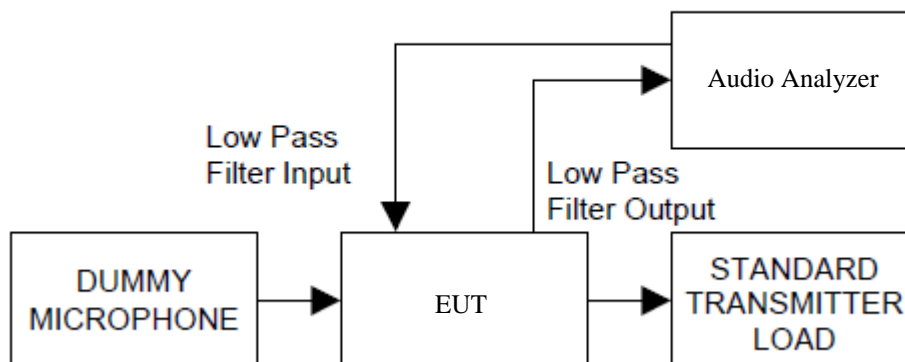 Audio Analyzer
Low Pass
Filter Input
Low Pass
Filter Output
DUMMY
MICROPHONE
EUT
STANDARD
TRANSMITTER
LOAD